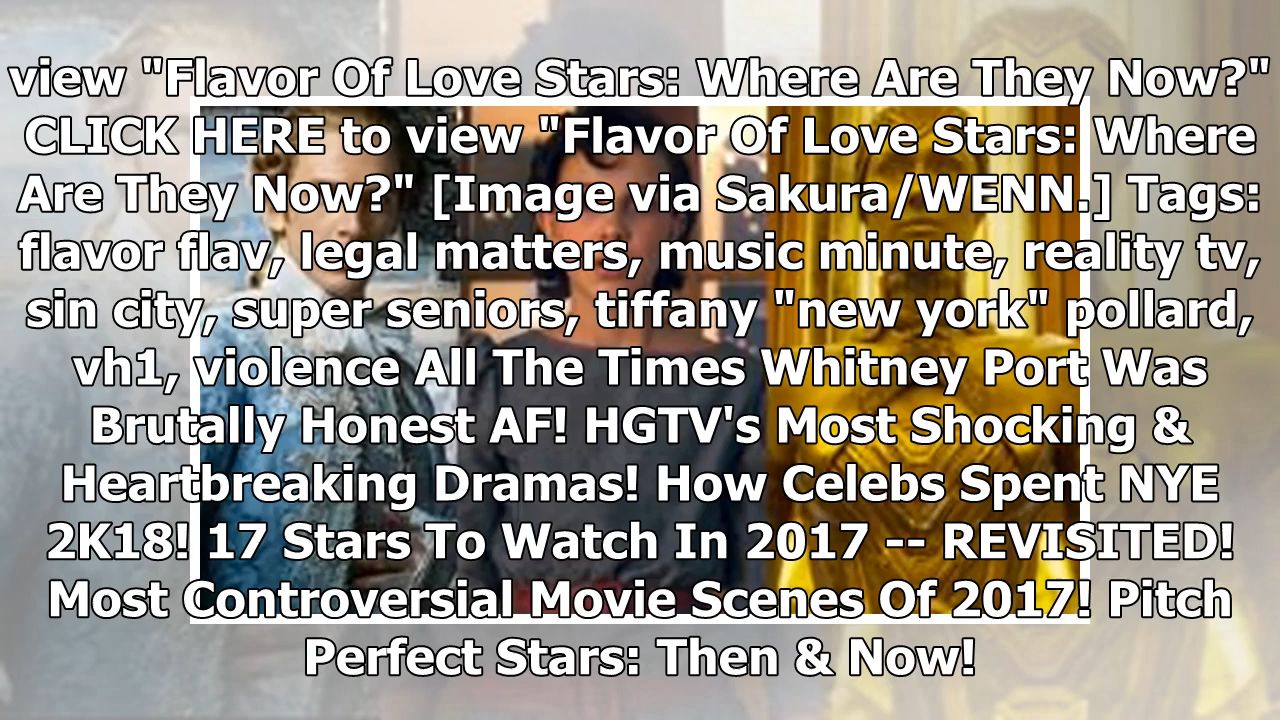 view "Flavor Of Love Stars: Where Are They Now?"
CLICK HERE to view "Flavor Of Love Stars: Where
Are They Now?" [Image via Sakura/WENN.] Tags:
flavor flav, legal matters, music minute, reality tv,
sin city, super seniors, tiffany "new york" pollard,
vh1, violence All The Times Whitney Port Was
Brutally Honest AF! HGTV's Most Shocking &
Heartbreaking Dramas! How Celebs Spent NYE
2K18! 17 Stars To Watch In 2017 -- REVISITED!
Most Controversial Movie Scenes Of 2017! Pitch
Perfect Stars: Then & Now!